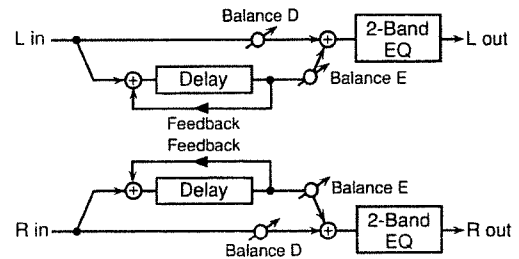 Balance D
L in
2-Band
EQ
L out
Delay
Balance E
Feedback
Feedback
Delay
Balance E
R in
2-Band
EQ
R out
Balance D